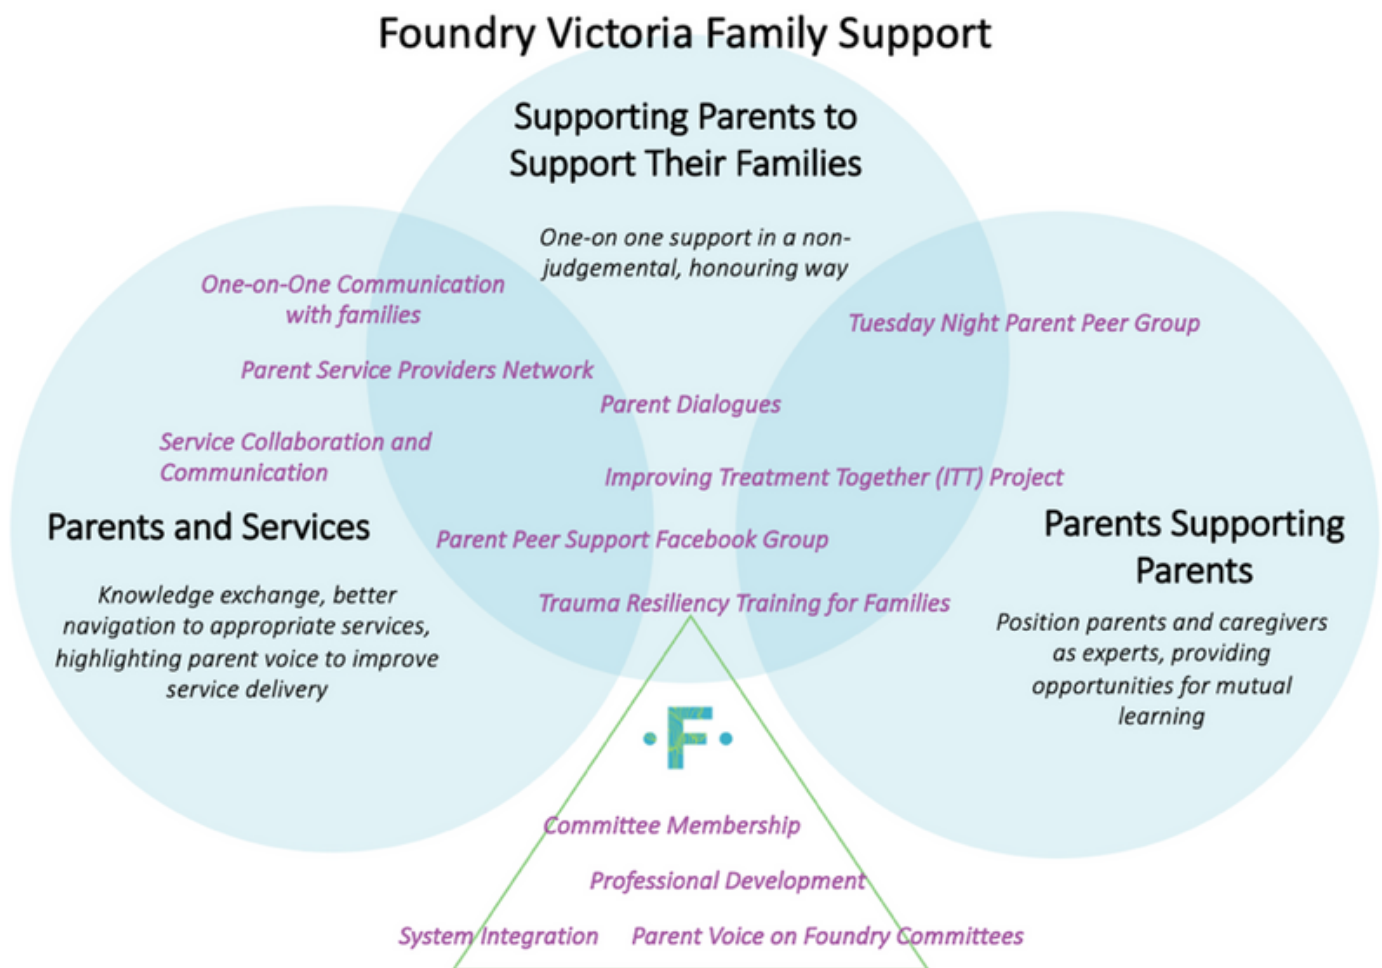 Foundry Victoria Family Support
Supporting Parents to
Support Their Families
One-on one support in a non-
judgemental, honouring way
One-on-One Communication
with families
Tuesday Night Parent Peer Group
Parent Service Providers Network
Parent Dialogues
Service Collaboration and
Communication
Improving Treatment Together (ITT) Project
Parents and Services
Parent Peer Support Facebook Group
Parents Supporting
Parents
Knowledge exchange, better
navigation to appropriate services,
highlighting parent voice to improve
service delivery
Trauma Resiliency Training for Families
Position parents and caregivers
as experts, providing
opportunities for mutual
learning
·F·
Committee Membership
Professional Development
System Integration
Parent Voice on Foundry Committees